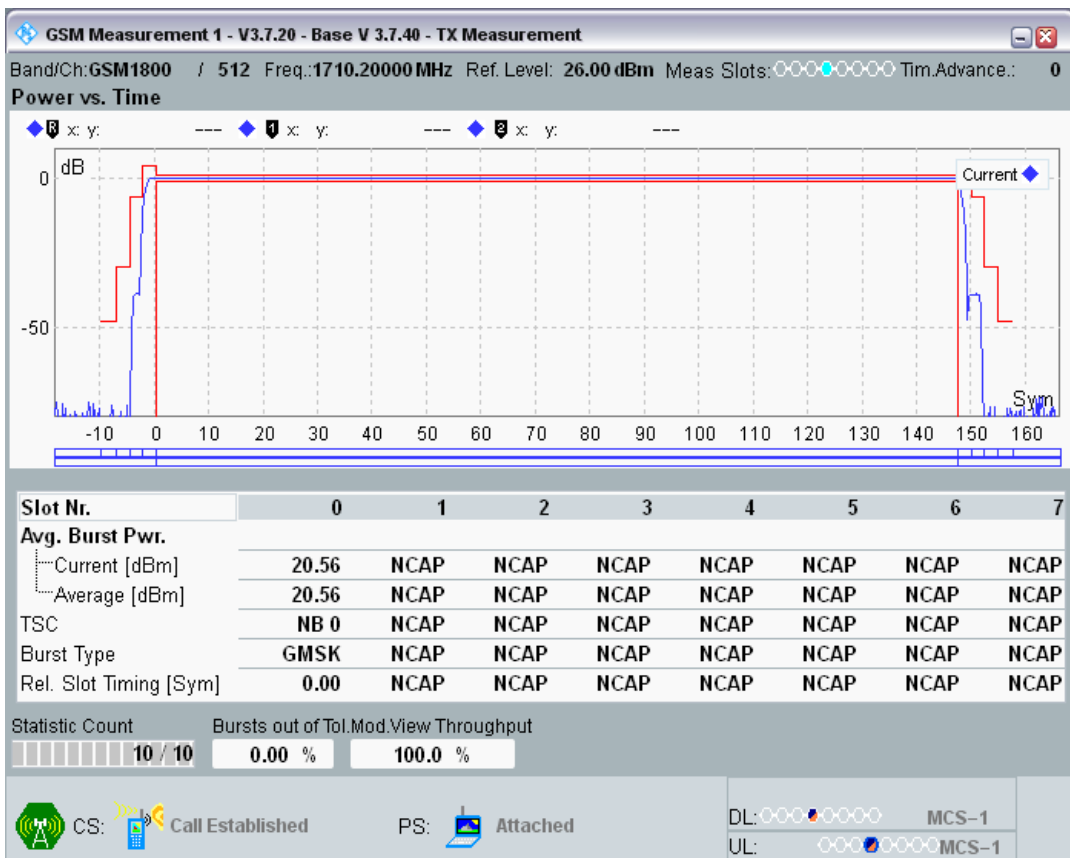 GSM Measurement 1 - V3.7.20 - Base V 3.7.40 - TX Measurement
Band/Ch:GSM1800 / 512 Freq.:1710.20000 MHz Ref. Level: 26.00 dBm Meas Slots: Tim.Advance.: 0
Power vs. Time
R x: y: --- 1 x: y: --- 2 x: y: ---
dB
Current
0
-50
Sym
-10 0 10 20 30 40 50 60 70 80 90 100 110 120 130 140 150 160
Slot Nr. 0 1 2 3 4 5 6 7
Avg. Burst Pwr.
Current [dBm] 20.56 NCAP NCAP NCAP NCAP NCAP NCAP NCAP
Average [dBm] 20.56 NCAP NCAP NCAP NCAP NCAP NCAP NCAP
TSC NB 0 NCAP NCAP NCAP NCAP NCAP NCAP NCAP
Burst Type GMSK NCAP NCAP NCAP NCAP NCAP NCAP NCAP
Rel. Slot Timing [Sym] 0.00 NCAP NCAP NCAP NCAP NCAP NCAP NCAP
Statistic Count Bursts out of Tol.Mod.View Throughput
10 / 10 0.00 % 100.0 %
CS: Call Established PS: Attached
DL: MCS-1
UL: MCS-1